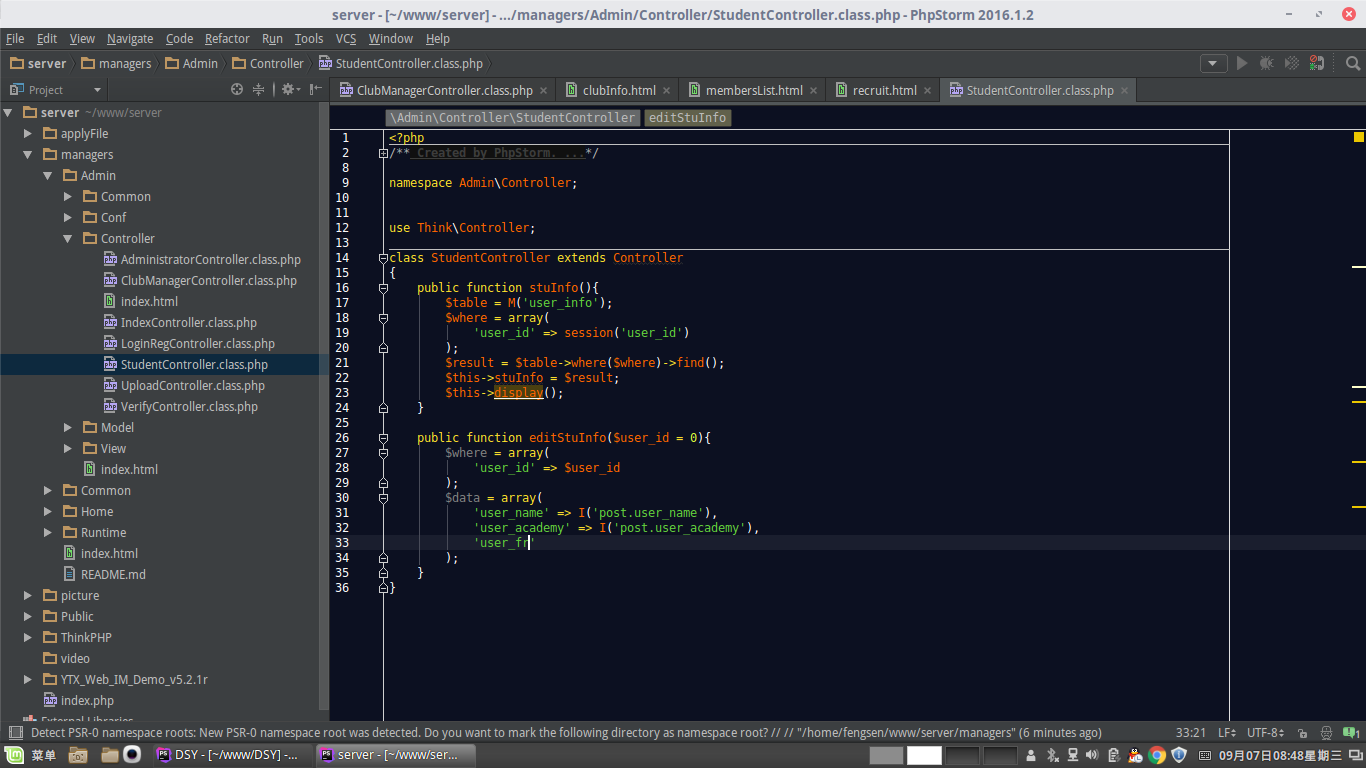 server - [~/www/server] - .../managers/Admin/Controller/StudentController.class.php - PhpStorm 2016.1.2
File Edit View Navigate Code Refactor Run Tools VCS Window Help
server managers Admin Controller StudentController.class.php
Project
ClubManagerController.class.php clubInfo.html membersList.html recruit.html StudentController.class.php
server ~/www/server
applyFile
managers
Admin
Common
Conf
Controller
AdministratorController.class.php
ClubManagerController.class.php
index.html
IndexController.class.php
LoginRegController.class.php
StudentController.class.php
UploadController.class.php
VerifyController.class.php
Model
View
index.html
Common
Home
Runtime
index.html
README.md
picture
Public
ThinkPHP
video
YTX_Web_IM_Demo_v5.2.1r
index.php
External Libraries
\Admin\Controller\StudentController editStuInfo
1 <?php
2 /** Created by PhpStorm. ...*/
8
9 namespace Admin\Controller;
10
11
12 use Think\Controller;
13
14 class StudentController extends Controller
15 {
16 public function stuInfo(){
17 $table = M('user_info');
18 $where = array(
19 'user_id' => session('user_id')
20 );
21 $result = $table->where($where)->find();
22 $this->stuInfo = $result;
23 $this->display();
24 }
25
26 public function editStuInfo($user_id = 0){
27 $where = array(
28 'user_id' => $user_id
29 );
30 $data = array(
31 'user_name' => I('post.user_name'),
32 'user_academy' => I('post.user_academy'),
33 'user_fr'
34 );
35 }
36 }
Detect PSR-0 namespace roots: New PSR-0 namespace root was detected. Do you want to mark the following directory as namespace root? // // "/home/fengsen/www/server/managers" (6 minutes ago) 33:21 LF UTF-8
菜单 DSY - [~/www/DSY] -... server - [~/www/ser... 09月07日08:48星期三